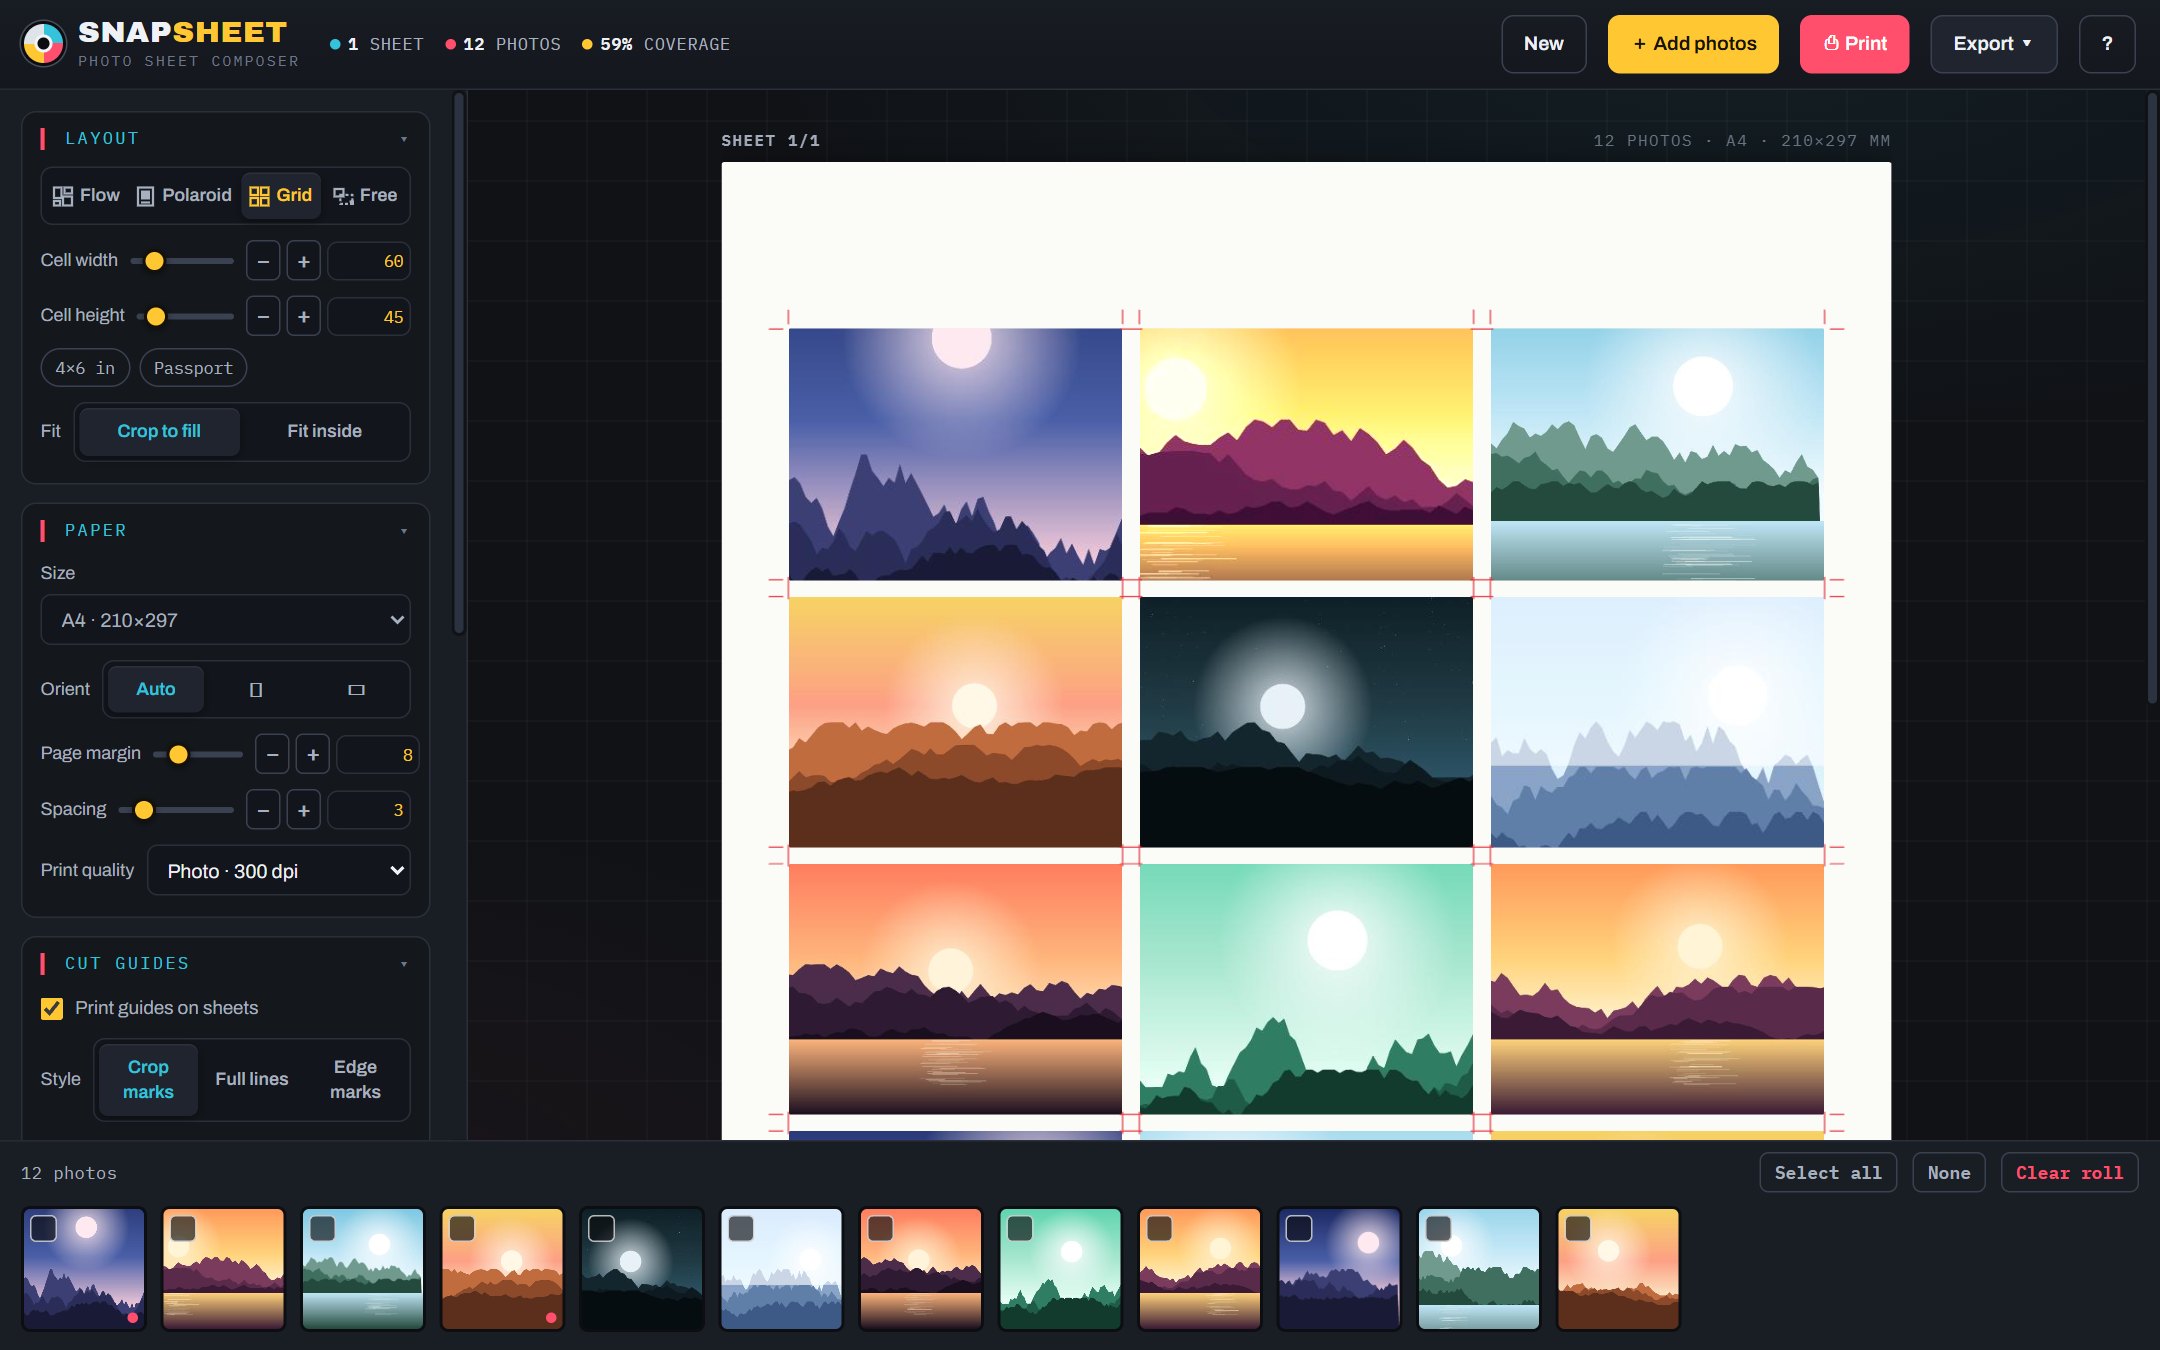 SNAPSHEET
PHOTO SHEET COMPOSER
1 SHEET 12 PHOTOS 59% COVERAGE
New
+ Add photos
Print
Export ▾
?
LAYOUT
Flow Polaroid Grid Free
Cell width − + 60
Cell height − + 45
4×6 in Passport
Fit Crop to fill Fit inside
PAPER
Size
A4 · 210×297
Orient Auto
Page margin − + 8
Spacing − + 3
Print quality Photo · 300 dpi
CUT GUIDES
Print guides on sheets
Style Crop marks Full lines Edge marks
SHEET 1/1
12 PHOTOS · A4 · 210×297 MM
12 photos
Select all None Clear roll